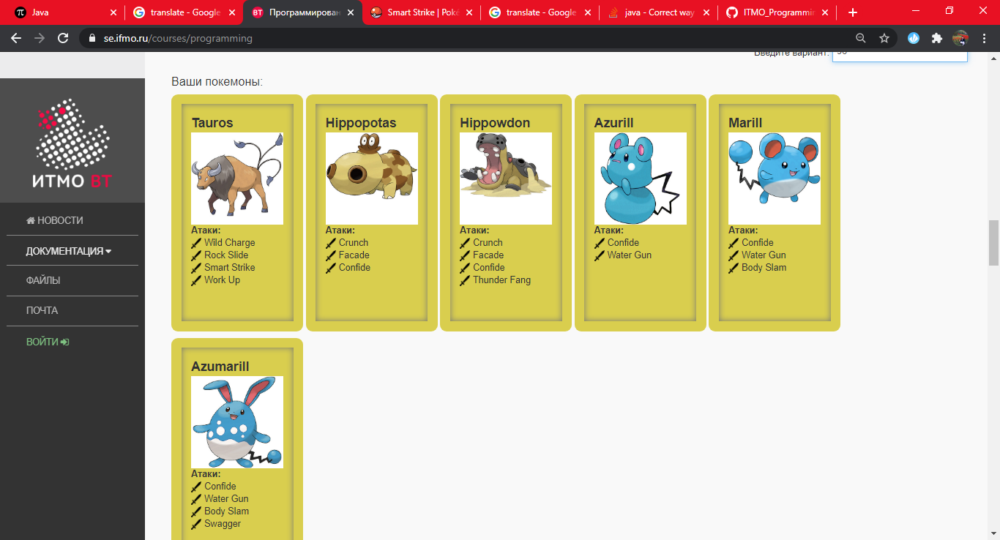 Java
translate - Google
Программирован
Smart Strike | Poké
translate - Google
java - Correct way
ITMO_Programmin
se.ifmo.ru/courses/programming
Введите вариант:
ИТМО ВТ
НОВОСТИ
ДОКУМЕНТАЦИЯ
ФАЙЛЫ
ПОЧТА
ВОЙТИ
Ваши покемоны:
Tauros
Атаки:
Wild Charge
Rock Slide
Smart Strike
Work Up
Hippopotas
Атаки:
Crunch
Facade
Confide
Hippowdon
Атаки:
Crunch
Facade
Confide
Thunder Fang
Azurill
Атаки:
Confide
Water Gun
Marill
Атаки:
Confide
Water Gun
Body Slam
Azumarill
Атаки:
Confide
Water Gun
Body Slam
Swagger